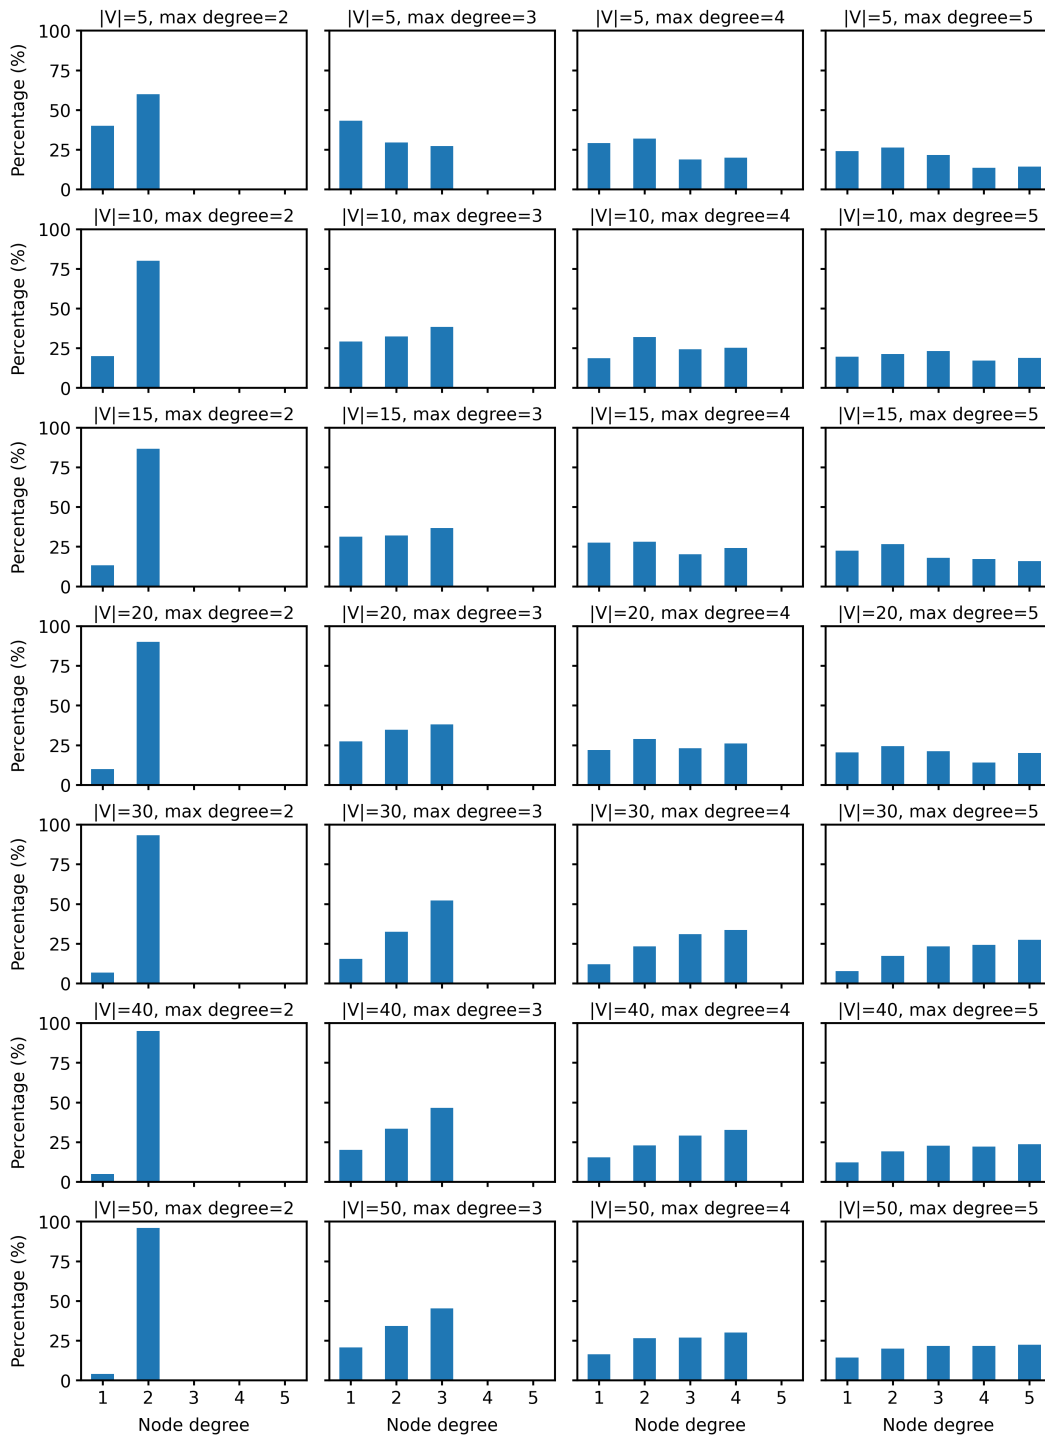 |V|=5, max degree=2 |V|=5, max degree=3 |V|=5, max degree=4 |V|=5, max degree=5
100
75
50
25
0
Percentage (%)
|V|=10, max degree=2 |V|=10, max degree=3 |V|=10, max degree=4 |V|=10, max degree=5
100
75
50
25
0
Percentage (%)
|V|=15, max degree=2 |V|=15, max degree=3 |V|=15, max degree=4 |V|=15, max degree=5
100
75
50
25
0
Percentage (%)
|V|=20, max degree=2 |V|=20, max degree=3 |V|=20, max degree=4 |V|=20, max degree=5
100
75
50
25
0
Percentage (%)
|V|=30, max degree=2 |V|=30, max degree=3 |V|=30, max degree=4 |V|=30, max degree=5
100
75
50
25
0
Percentage (%)
|V|=40, max degree=2 |V|=40, max degree=3 |V|=40, max degree=4 |V|=40, max degree=5
100
75
50
25
0
Percentage (%)
|V|=50, max degree=2 |V|=50, max degree=3 |V|=50, max degree=4 |V|=50, max degree=5
100
75
50
25
0
Percentage (%)
1 2 3 4 5 1 2 3 4 5 1 2 3 4 5 1 2 3 4 5
Node degree Node degree Node degree Node degree